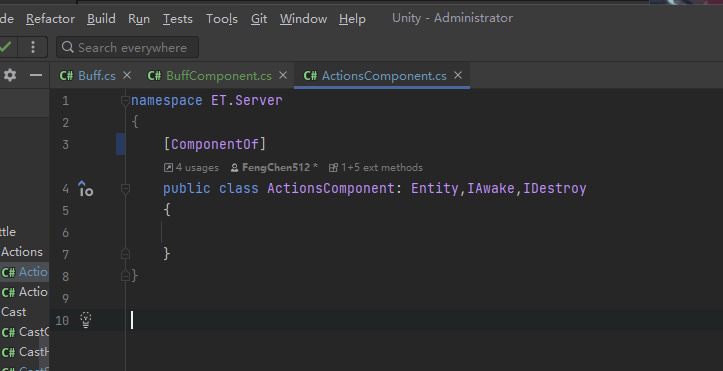 de Refactor Build Run Tests Tools Git Window Help Unity - Administrator
Search everywhere
C# Buff.cs × C# BuffComponent.cs × C# ActionsComponent.cs ×
1 namespace ET.Server
2 {
3 [ComponentOf]
4 usages FengChen512 * 1+5 ext methods
4 public class ActionsComponent: Entity,IAwake,IDestroy
5 {
6
7 }
8 }
9
10
ttle
Actions
C# Actio
C# Actio
Cast
C# CastC
C# CastH